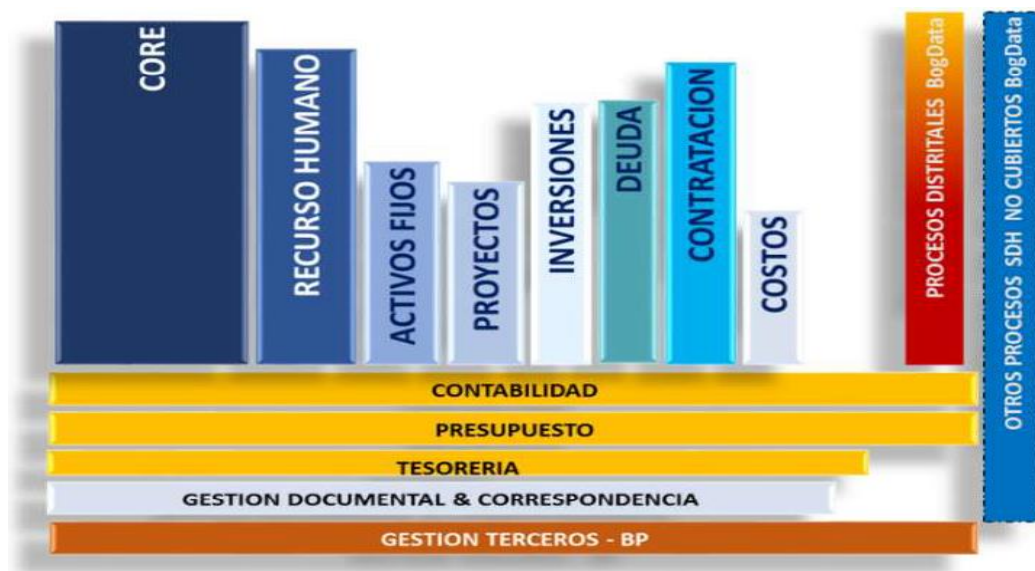 CORE
RECURSO HUMANO
ACTIVOS FIJOS
PROYECTOS
INVERSIONES
DEUDA
CONTRATACION
COSTOS
PROCESOS DISTRITALES BogData
OTROS PROCESOS SDH NO CUBIERTOS BogData
CONTABILIDAD
PRESUPUESTO
TESORERIA
GESTION DOCUMENTAL & CORRESPONDENCIA
GESTION TERCEROS - BP